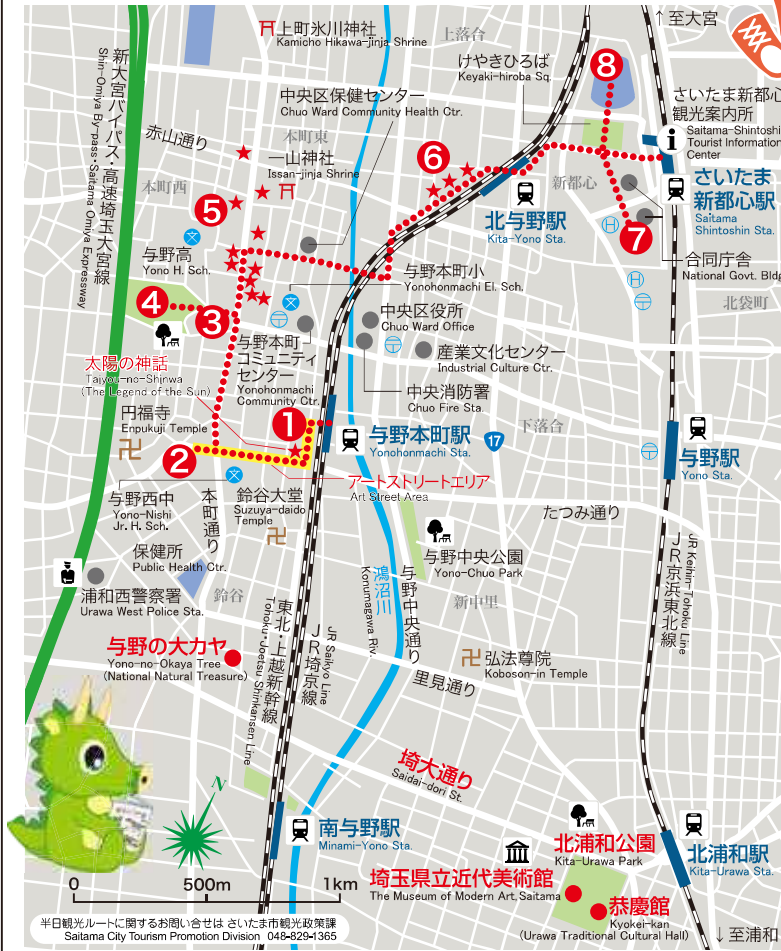 ↑至大宮
上町氷川神社
Kamicho Hikawa-jinja Shrine
上落合
けやきひろば
Keyaki-hiroba Sq.
8
新大宮バイパス・高速埼玉大宮線
Shin-Omiya By-pass・Saitama Omiya Expressway
中央区保健センター
Chuo Ward Community Health Ctr.
さいたま新都心
観光案内所
Saitama-Shintoshi
Tourist Information
Center
i
赤山通り
本町東
一山神社
Issan-jinja Shrine
6
本町西
5
新都心
さいたま
新都心駅
Saitama
Shintoshin Sta.
北与野駅
Kita-Yono Sta.
H
7
文
与野高
Yono H. Sch.
合同庁舎
National Govt. Bldg
与野本町小
Yonohonmachi El. Sch.
文
H
北袋町
4
3
中央区役所
Chuo Ward Office
与野本町
コミュニティ
センター
Yonohonmachi
Community Ctr.
産業文化センター
Industrial Culture Ctr.
太陽の神話
Taiyou-no-Shinwa
(The Legend of the Sun)
中央消防署
Chuo Fire Sta.
円福寺
Enpukuji Temple
1
与野本町駅
Yonohonmachi Sta.
17
下落合
2
与野駅
Yono Sta.
文
アートストリートエリア
Art Street Area
与野西中
Yono-Nishi
Jr. H. Sch.
本町通り
鈴谷大堂
Suzuya-daido
Temple
たつみ通り
保健所
Public Health Ctr.
与野中央公園
Yono-Chuo Park
JR京浜東北線
JR Keihin-Tohoku Line
鴻沼川
Konumagawa Riv.
与野中央通り
浦和西警察署
Urawa West Police Sta.
鈴谷
新中里
東北・上越新幹線
Tohoku・Joetsu Shinkansen Line
JR埼京線
JR Saikyo Line
与野の大カヤ
Yono-no-Okaya Tree
(National Natural Treasure)
弘法尊院
Koboson-in Temple
里見通り
埼大通り
Saidai-dori St.
N
南与野駅
Minami-Yono Sta.
北浦和公園
Kita-Urawa Park
北浦和駅
Kita-Urawa Sta.
埼玉県立近代美術館
The Museum of Modern Art, Saitama
恭慶館
Kyokei-kan
(Urawa Traditional Cultural Hall)
0 500m 1km
半日観光ルートに関するお問い合せは さいたま市観光政策課
Saitama City Tourism Promotion Division 048-829-1365
↓至浦和